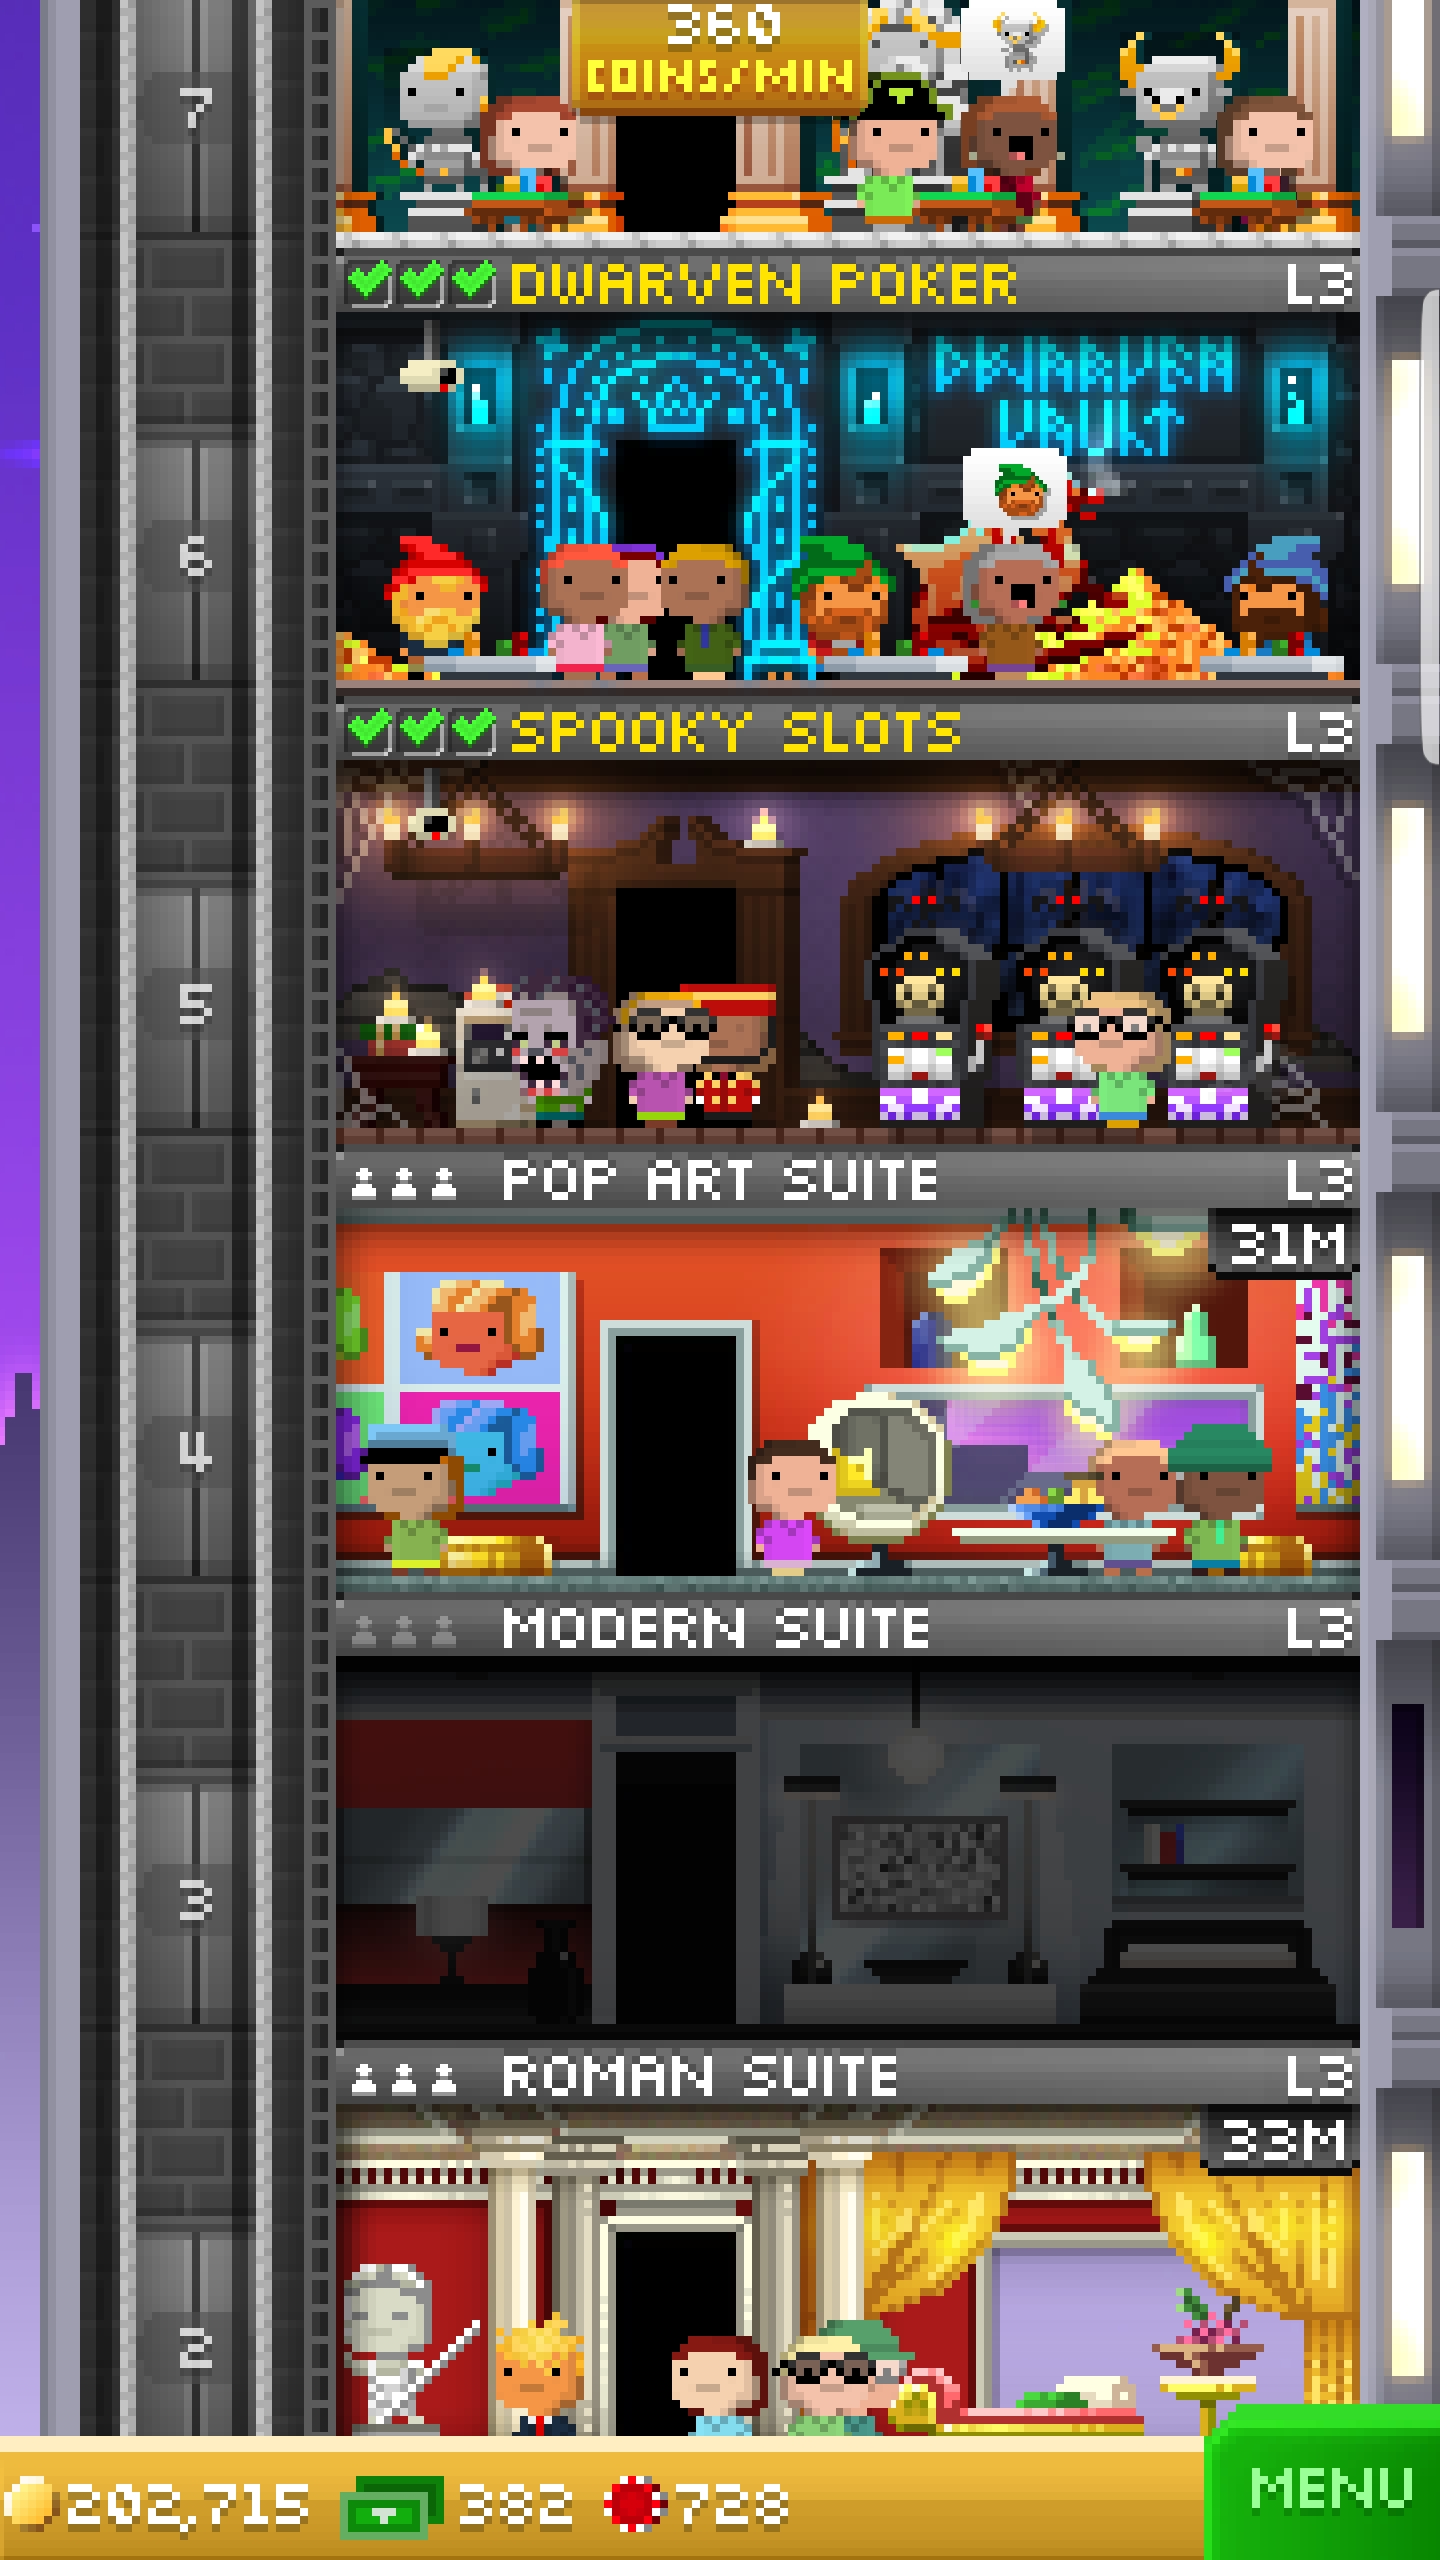 360
COINS/MIN
7
DWARVEN POKER L3
DWARVEN
VAULT
6
SPOOKY SLOTS L3
5
POP ART SUITE L3
31M
4
MODERN SUITE L3
3
ROMAN SUITE L3
33M
2
202,715 382 728
MENU